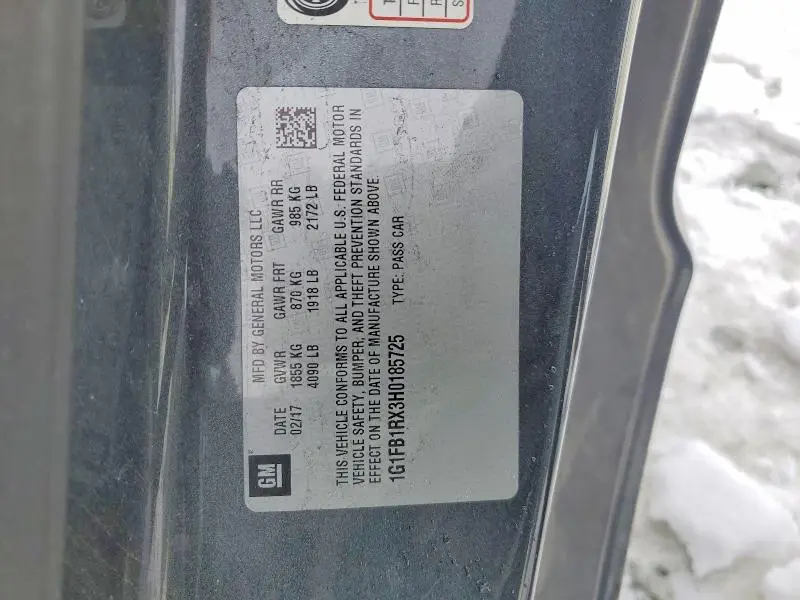 GM
MFD BY GENERAL MOTORS LLC
DATE GVWR GAWR FRT GAWR RR
02/17 1855 KG 870 KG 985 KG
4090 LB 1918 LB 2172 LB
THIS VEHICLE CONFORMS TO ALL APPLICABLE U.S. FEDERAL MOTOR
VEHICLE SAFETY, BUMPER, AND THEFT PREVENTION STANDARDS IN
EFFECT ON THE DATE OF MANUFACTURE SHOWN ABOVE.
1G1FB1RX3H0185725 TYPE: PASS CAR